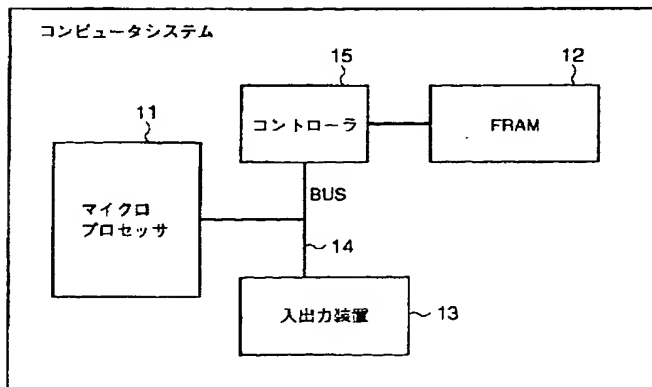 コンピュータシステム
15
12
11
コントローラ
FRAM
マイクロ
プロセッサ
BUS
14
入出力装置
13